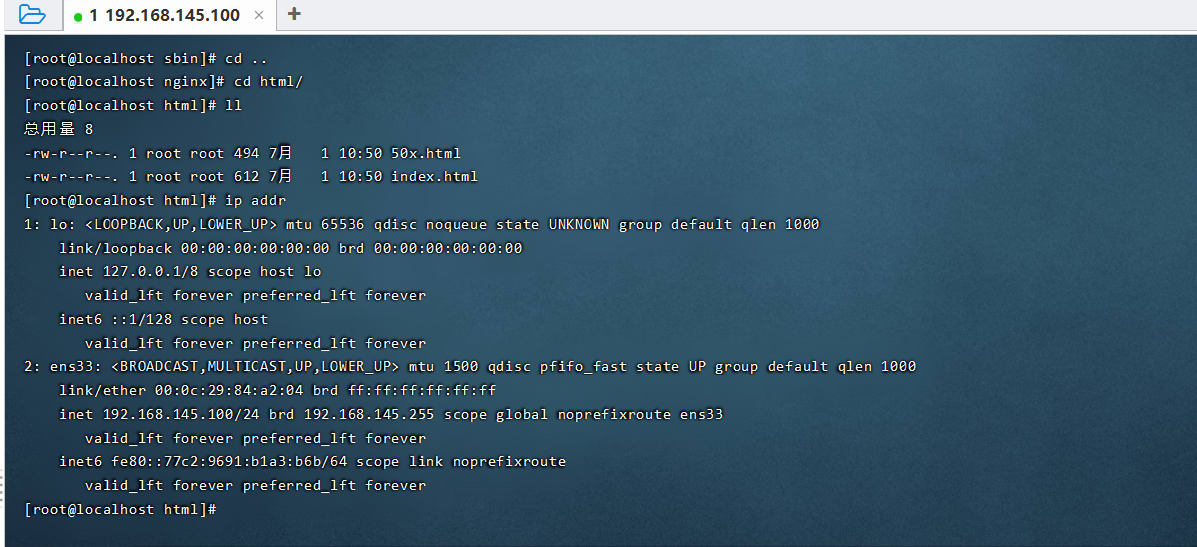 1 192.168.145.100 × +
[root@localhost sbin]# cd ..
[root@localhost nginx]# cd html/
[root@localhost html]# ll
总用量 8
-rw-r--r--. 1 root root 494 7月   1 10:50 50x.html
-rw-r--r--. 1 root root 612 7月   1 10:50 index.html
[root@localhost html]# ip addr
1: lo: <LOOPBACK,UP,LOWER_UP> mtu 65536 qdisc noqueue state UNKNOWN group default qlen 1000
    link/loopback 00:00:00:00:00:00 brd 00:00:00:00:00:00
    inet 127.0.0.1/8 scope host lo
       valid_lft forever preferred_lft forever
    inet6 ::1/128 scope host
       valid_lft forever preferred_lft forever
2: ens33: <BROADCAST,MULTICAST,UP,LOWER_UP> mtu 1500 qdisc pfifo_fast state UP group default qlen 1000
    link/ether 00:0c:29:84:a2:04 brd ff:ff:ff:ff:ff:ff
    inet 192.168.145.100/24 brd 192.168.145.255 scope global noprefixroute ens33
       valid_lft forever preferred_lft forever
    inet6 fe80::77c2:9691:b1a3:b6b/64 scope link noprefixroute
       valid_lft forever preferred_lft forever
[root@localhost html]#